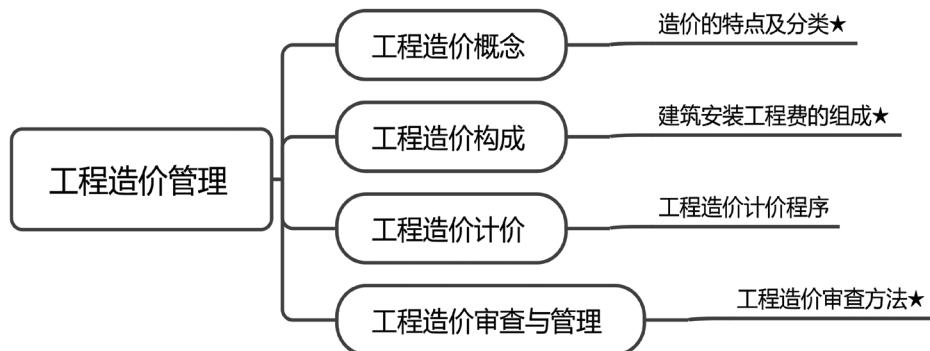 工程造价管理
工程造价概念
造价的特点及分类★
工程造价构成
建筑安装工程费的组成★
工程造价计价
工程造价计价程序
工程造价审查与管理
工程造价审查方法★